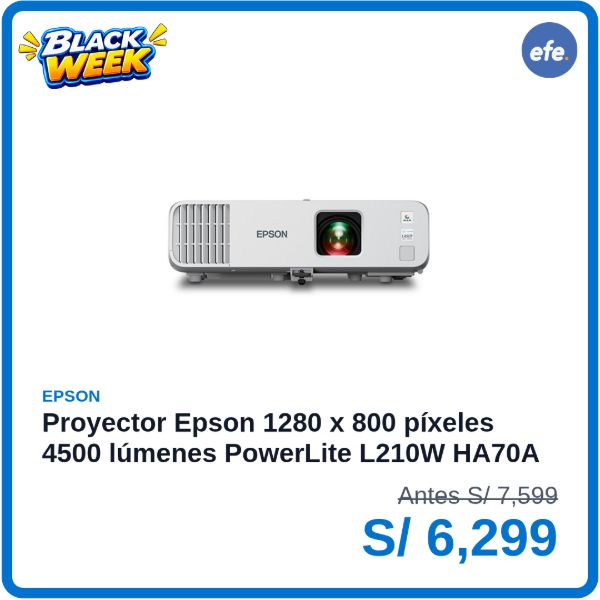 BLACK
WEEK
efe.
EPSON
EPSON
Proyector Epson 1280 x 800 píxeles
4500 lúmenes PowerLite L210W HA70A
Antes S/ 7,599
S/ 6,299